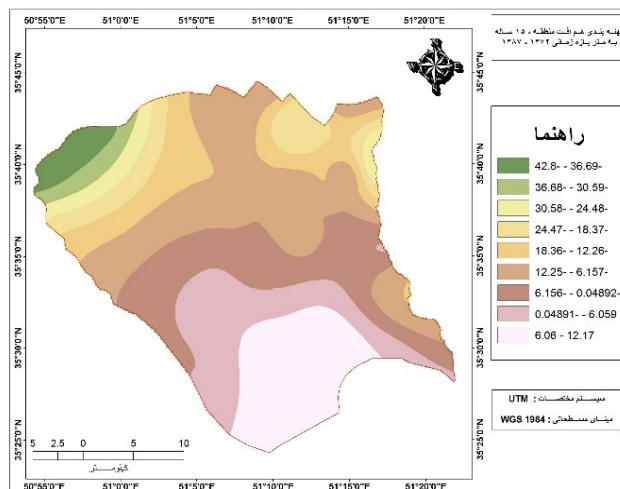 50°55'0"E 51°0'0"E 51°5'0"E 51°10'0"E 51°15'0"E 51°20'0"E
پهنه بندی هم افت منطقه - ۱۵ ساله
به متر بازه زمانی ۱۳۷۲ - ۱۳۸۷
35°45'0"N 35°45'0"N
35°40'0"N 35°40'0"N
35°35'0"N 35°35'0"N
35°30'0"N 35°30'0"N
35°25'0"N 35°25'0"N
راهنما
42.8- - 36.69-
36.68 - 30.59-
30.58- - 24.48-
24.47 - 18.37-
18.36 - 12.26-
12.25- - 6.157-
6.156- - 0.04892-
0.04891- - 6.059
6.06 - 12.17
سیستم مختصات : UTM
مبنای مسطحاتی : WGS 1984
5 2.5 0 5 10
کیلومتر
50°55'0"E 51°0'0"E 51°5'0"E 51°10'0"E 51°15'0"E 51°20'0"E